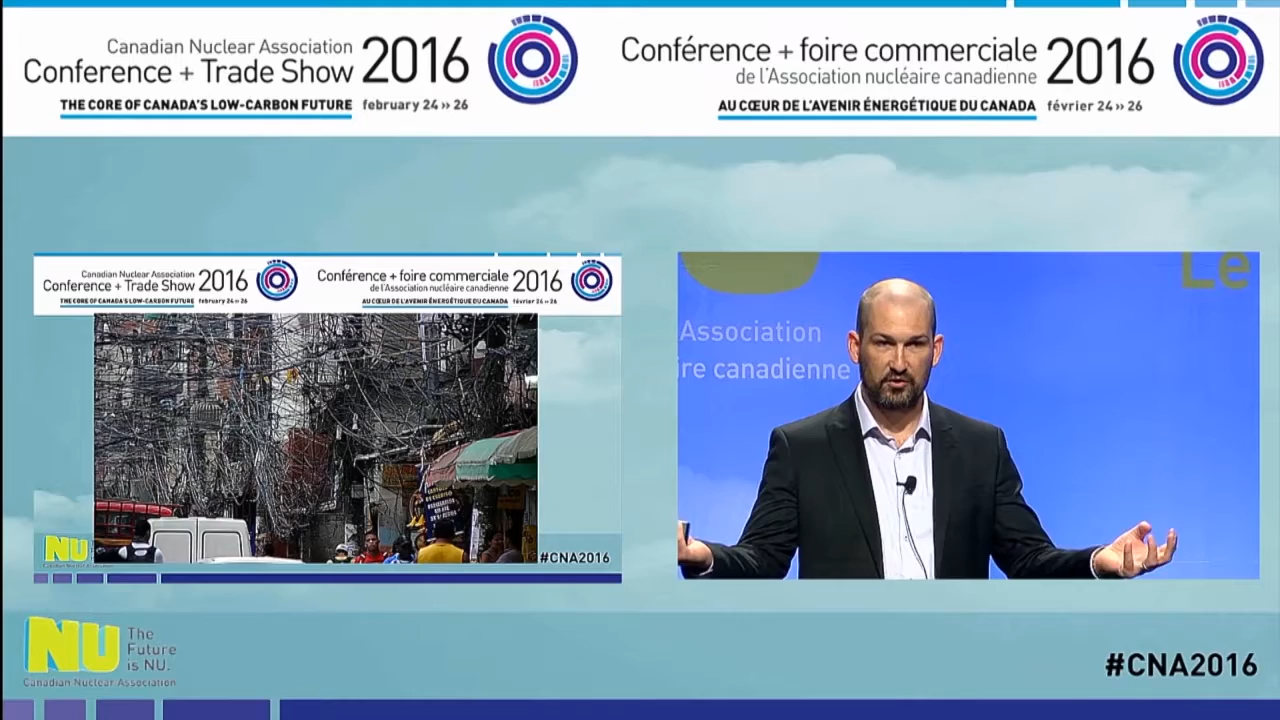 Canadian Nuclear Association
Conference + Trade Show 2016
THE CORE OF CANADA'S LOW-CARBON FUTURE february 24 ›› 26
Conférence + foire commerciale 2016
de l'Association nucléaire canadienne
AU CŒUR DE L'AVENIR ÉNERGÉTIQUE DU CANADA février 24 ›› 26
Canadian Nuclear Association
Conference + Trade Show 2016
THE CORE OF CANADA'S LOW-CARBON FUTURE february 24 ›› 26
Conférence + foire commerciale 2016
de l'Association nucléaire canadienne
AU CŒUR DE L'AVENIR ÉNERGÉTIQUE DU CANADA février 24 ›› 26
NU
#CNA2016
Le
Association
ire canadienne
NU The
Future
is NU.
Canadian Nuclear Association
#CNA2016